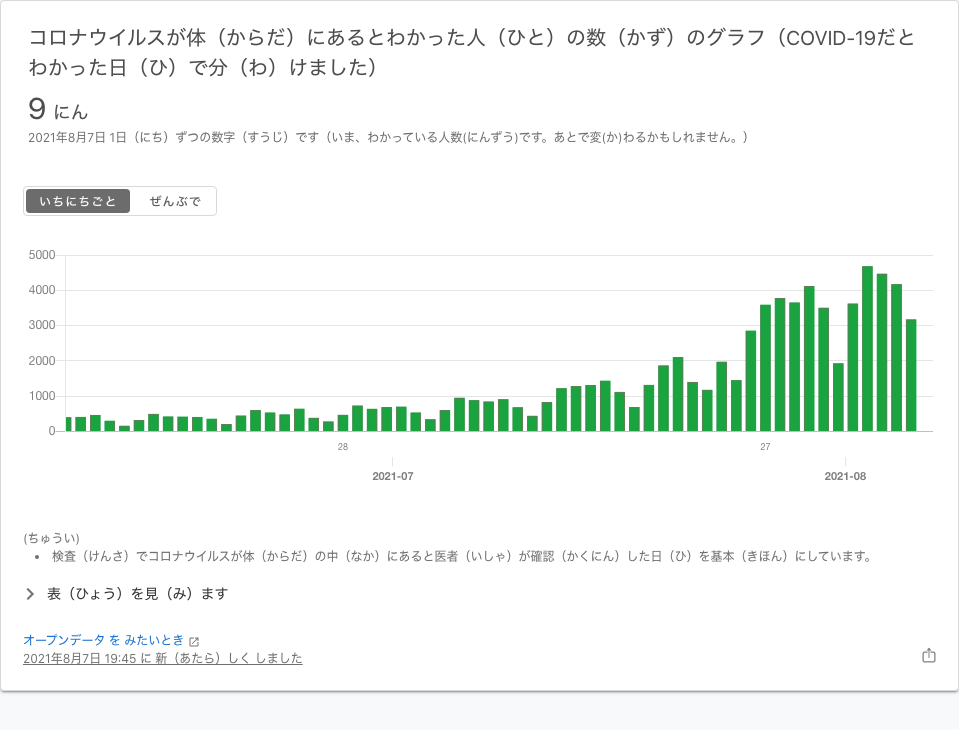 コロナウイルスが体（からだ）にあるとわかった人（ひと）の数（かず）のグラフ（COVID-19だと
わかった日（ひ）で分（わ）けました）
9 にん
2021年8月7日 1日（にち）ずつの数字（すうじ）です（いま、わかっている人数(にんずう)です。あとで変(か)わるかもしれません。）
いちにちごと ぜんぶで
5000
4000
3000
2000
1000
0
28 27
2021-07 2021-08
(ちゅうい)
• 検査（けんさ）でコロナウイルスが体（からだ）の中（なか）にあると医者（いしゃ）が確認（かくにん）した日（ひ）を基本（きほん）にしています。
表（ひょう）を見（み）ます
オープンデータ を みたいとき
2021年8月7日 19:45 に 新（あたら）しく しました